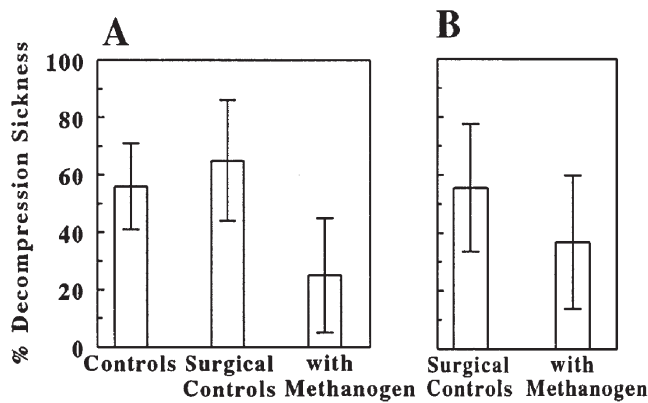 A
B
% Decompression Sickness
100
80
60
40
20
0
Controls
Surgical
Controls
with
Methanogen
Surgical
Controls
with
Methanogen